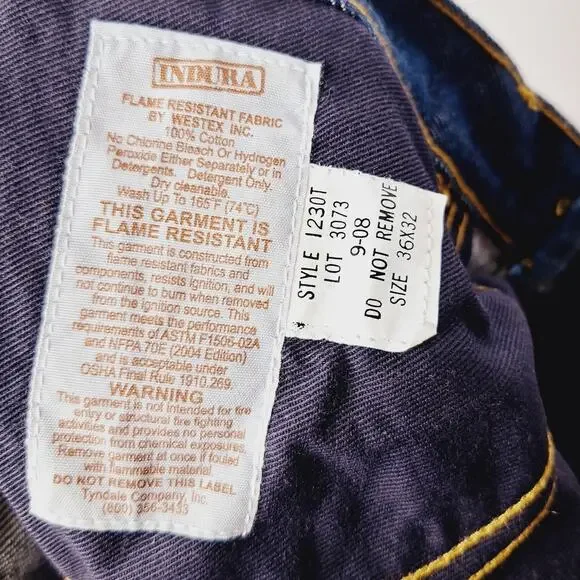 INDURA
FLAME RESISTANT FABRIC
BY WESTEX INC.
100% Cotton
No Chlorine Bleach Or Hydrogen
Peroxide Either Separately or in
Detergents. Detergent Only.
Dry cleanable.
Wash Up To 165°F (74°C)
THIS GARMENT IS
FLAME RESISTANT
This garment is constructed from
flame resistant fabrics and
components, resists ignition, and will
not continue to burn when removed
from the ignition source. This
garment meets the performance
requirements of ASTM F1506-02A
and NFPA 70E (2004 Edition)
and is acceptable under
OSHA Final Rule 1910.269.
WARNING
This garment is not intended for fire
entry or structural fire fighting
activities and provides no personal
protection from chemical exposures.
Remove garment at once if fouled
with flammable material.
DO NOT REMOVE THIS LABEL
Tyndale Company, Inc.
(800) 356-3433
STYLE 1230T
LOT 3073
9-08
DO NOT REMOVE
SIZE 36X32